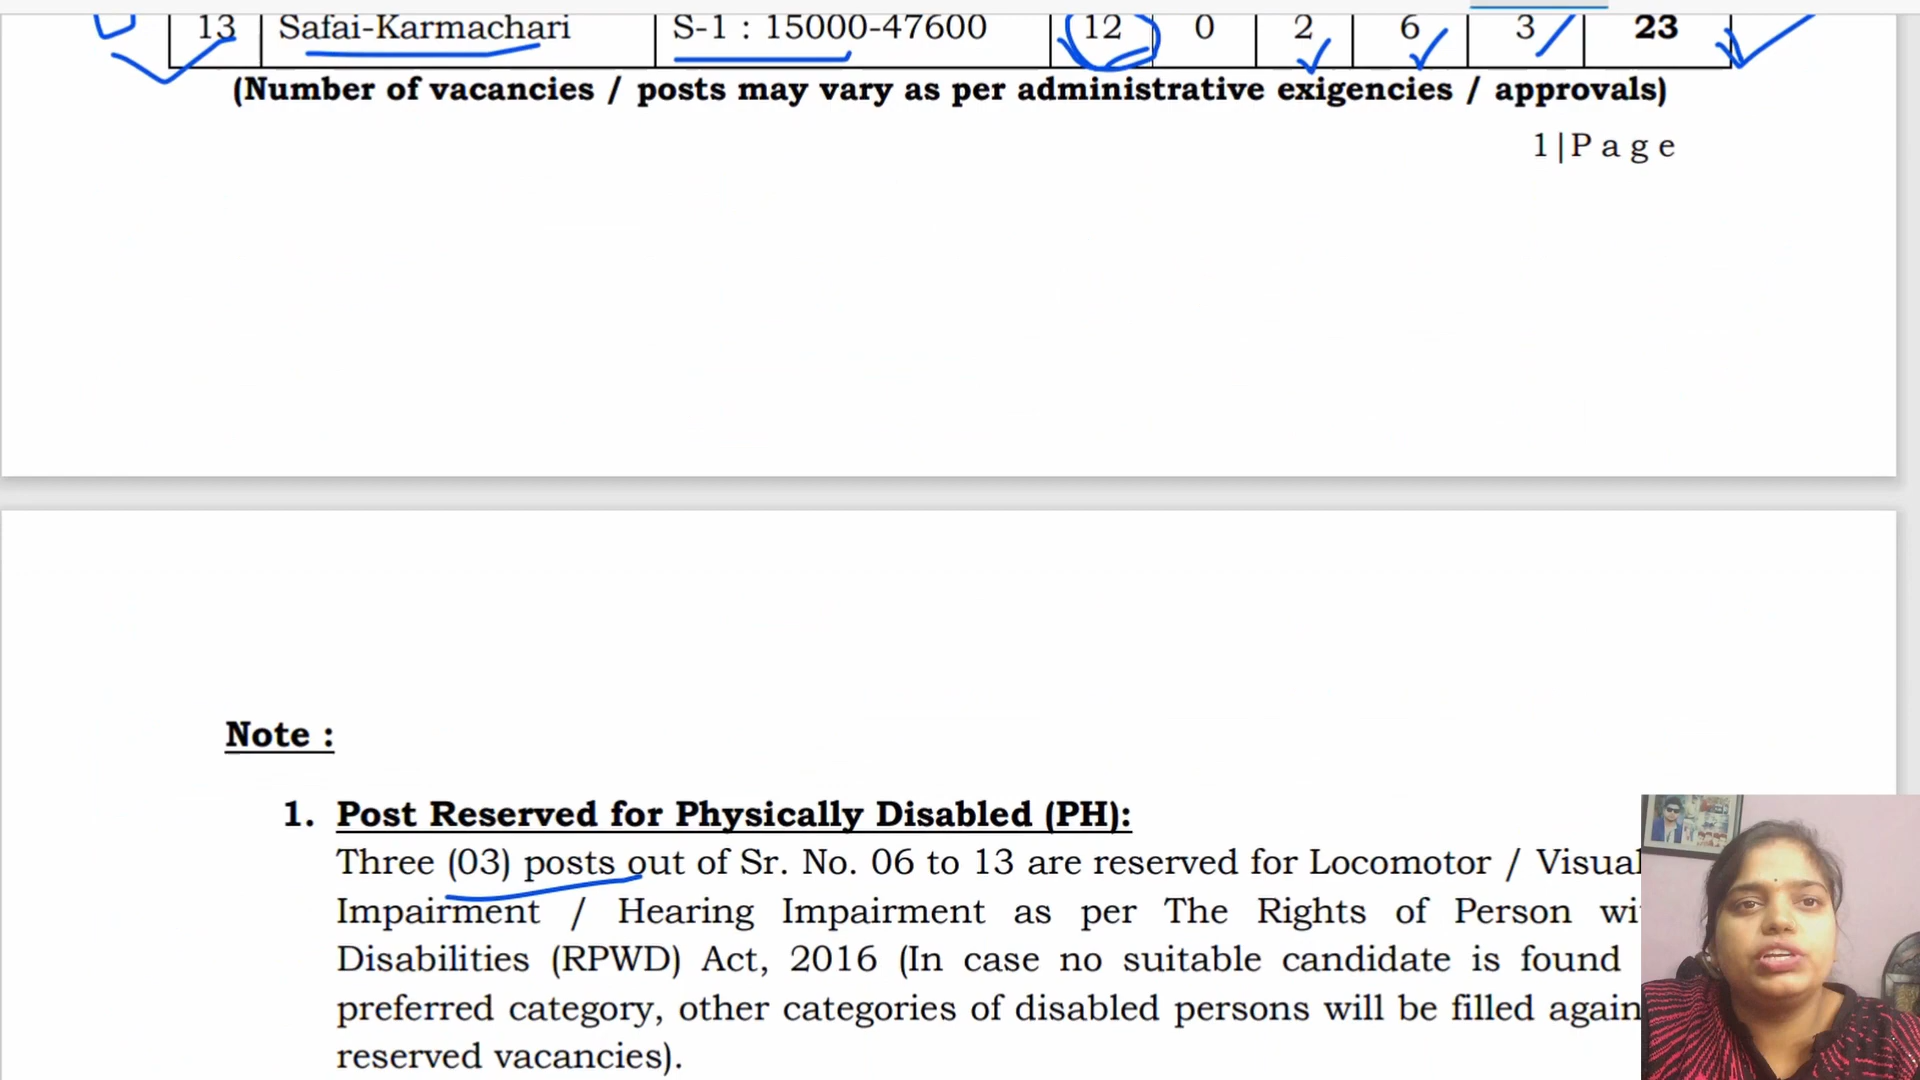 13 Safai-Karmachari S-1 : 15000-47600 12 0 2 6 3 23
(Number of vacancies / posts may vary as per administrative exigencies / approvals)
1|P a g e
Note :
1. Post Reserved for Physically Disabled (PH):
Three (03) posts out of Sr. No. 06 to 13 are reserved for Locomotor / Visual
Impairment / Hearing Impairment as per The Rights of Person
Disabilities (RPWD) Act, 2016 (In case no suitable candidate is found
preferred category, other categories of disabled persons will be filled
reserved vacancies).